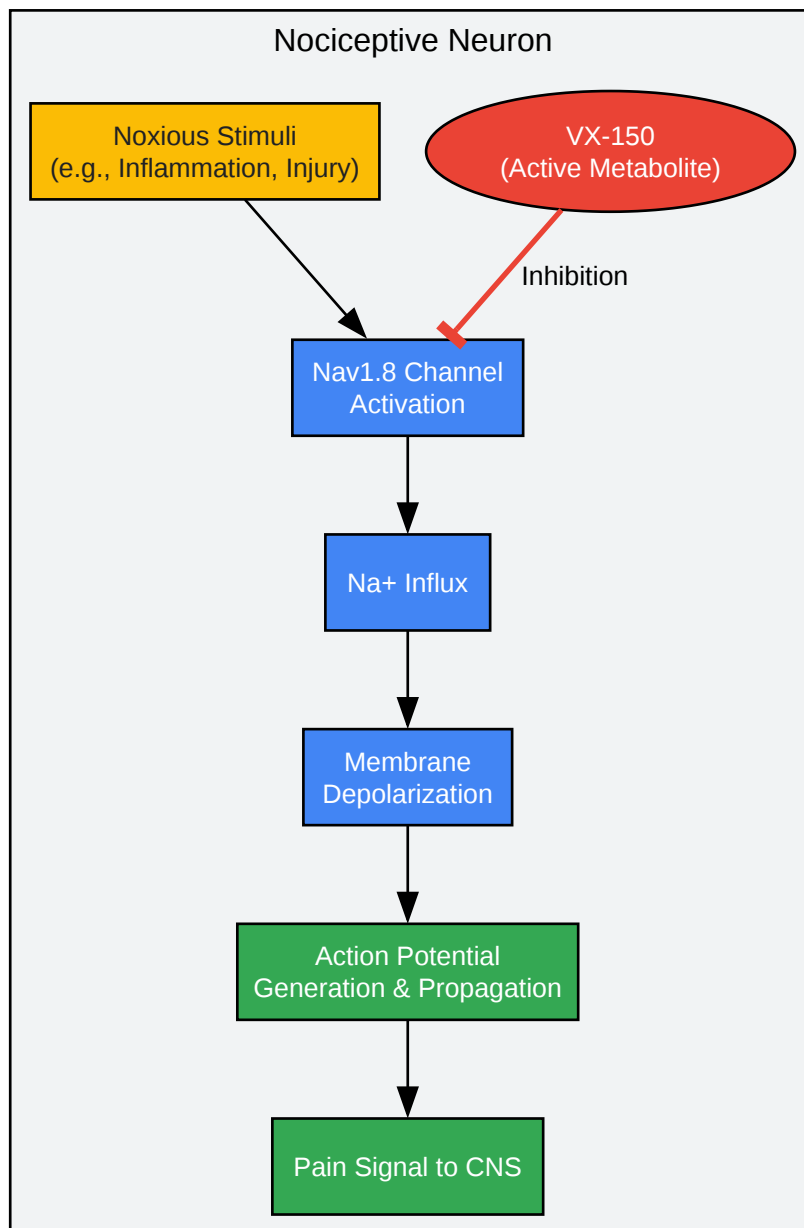 Nociceptive Neuron
Noxious Stimuli
(e.g., Inflammation, Injury)
VX-150
(Active Metabolite)
Inhibition
Nav1.8 Channel
Activation
Na+ Influx
Membrane
Depolarization
Action Potential
Generation & Propagation
Pain Signal to CNS